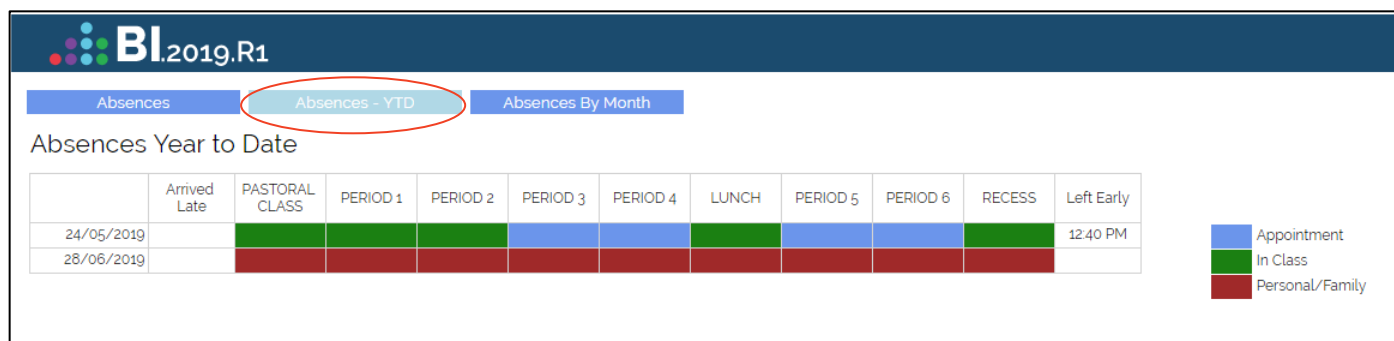 BI.2019.R1
Absences Absences - YTD Absences By Month
Absences Year to Date
Arrived Late PASTORAL CLASS PERIOD 1 PERIOD 2 PERIOD 3 PERIOD 4 LUNCH PERIOD 5 PERIOD 6 RECESS Left Early
24/05/2019 12:40 PM
28/06/2019
Appointment
In Class
Personal/Family